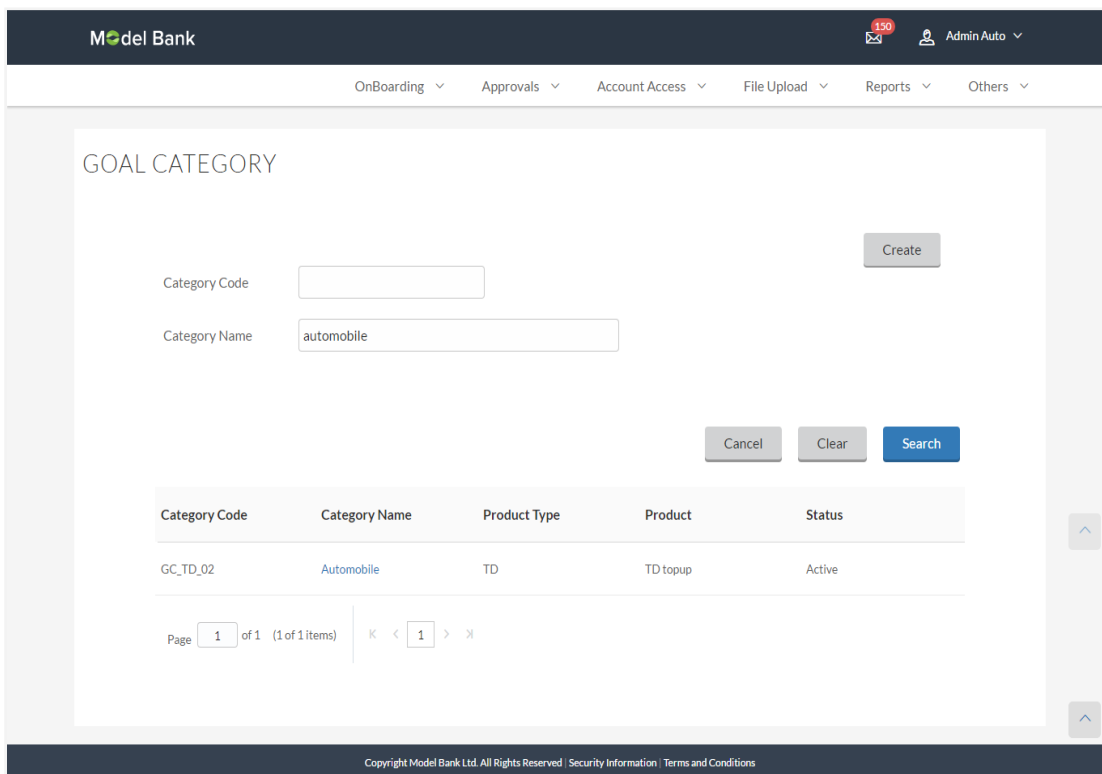 Model Bank
150
Admin Auto
OnBoarding Approvals Account Access File Upload Reports Others
GOAL CATEGORY
Create
Category Code
Category Name automobile
Cancel Clear Search
Category Code Category Name Product Type Product Status
GC_TD_02 Automobile TD TD topup Active
Page 1 of 1 (1 of 1 items) K < 1 > Ж
Copyright Model Bank Ltd. All Rights Reserved | Security Information | Terms and Conditions